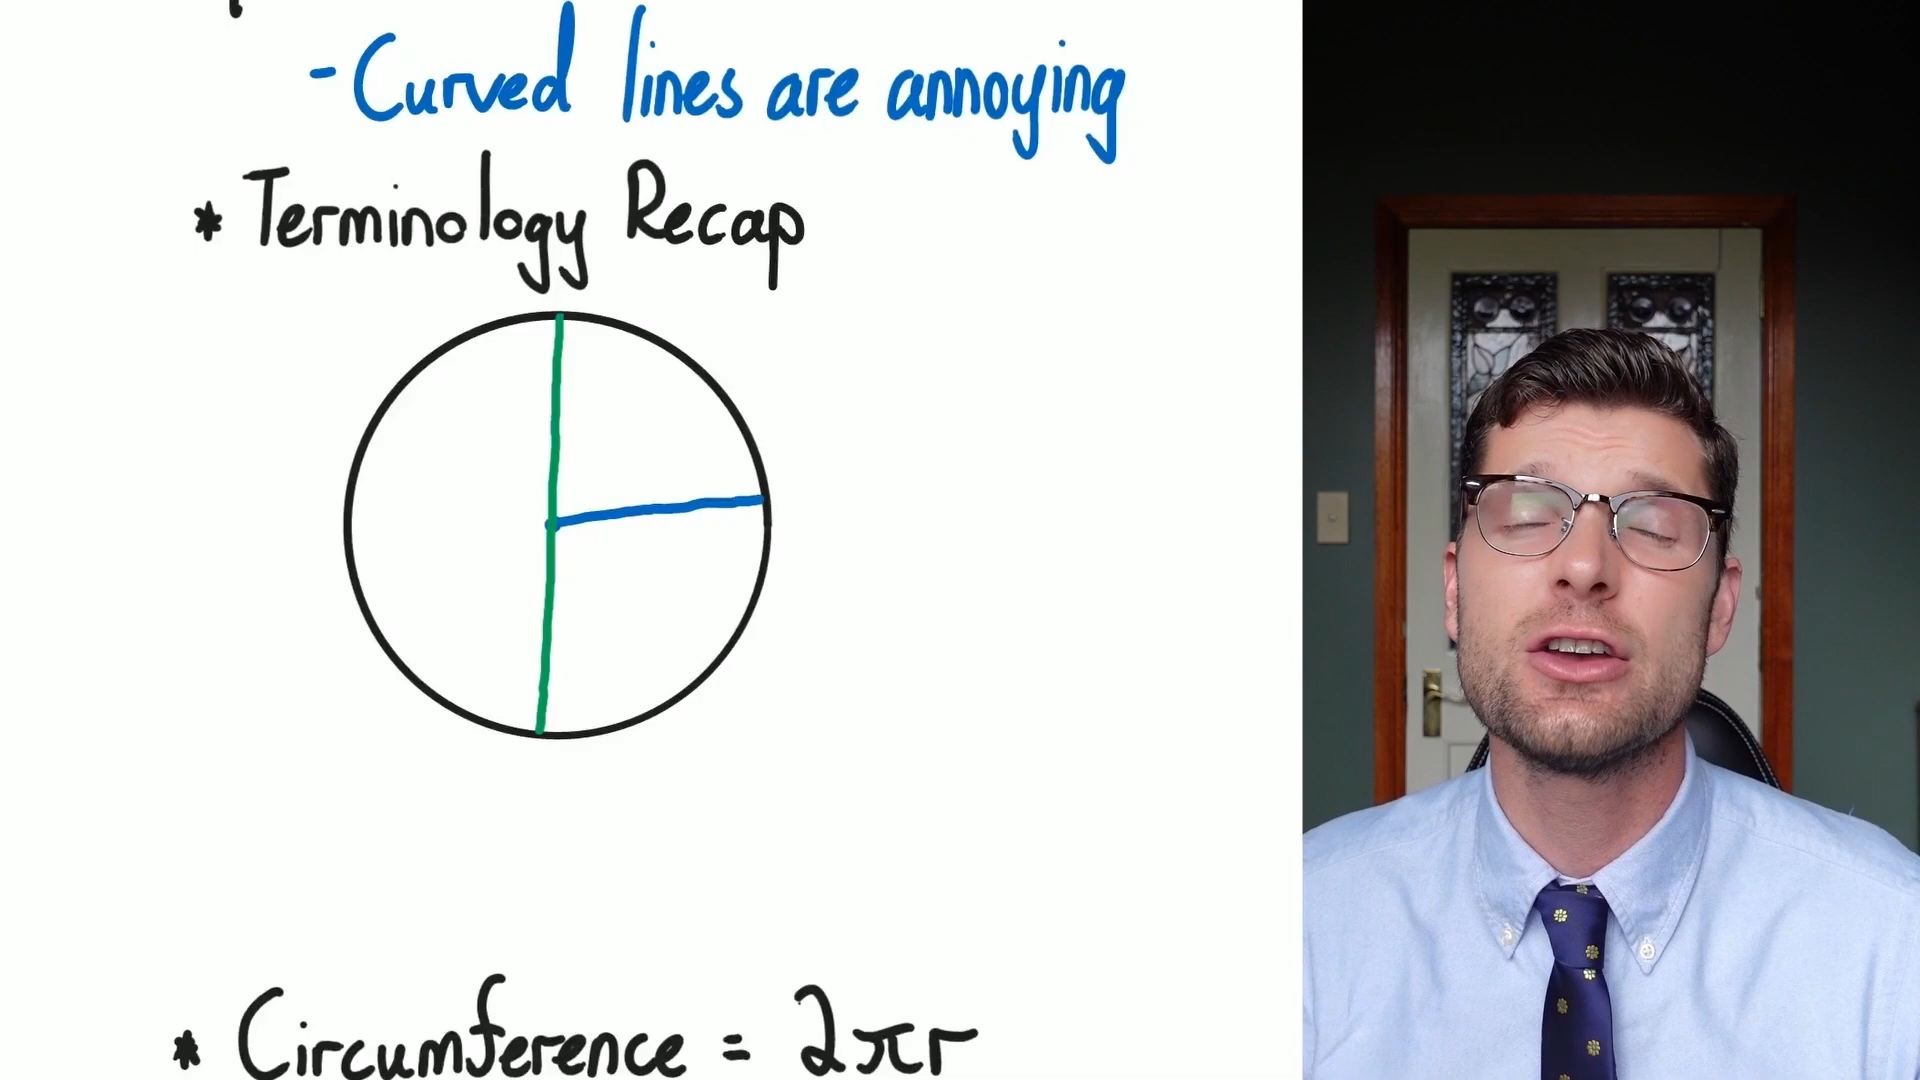 - Curved lines are annoying
* Terminology Recap
* Circumference = 2πr